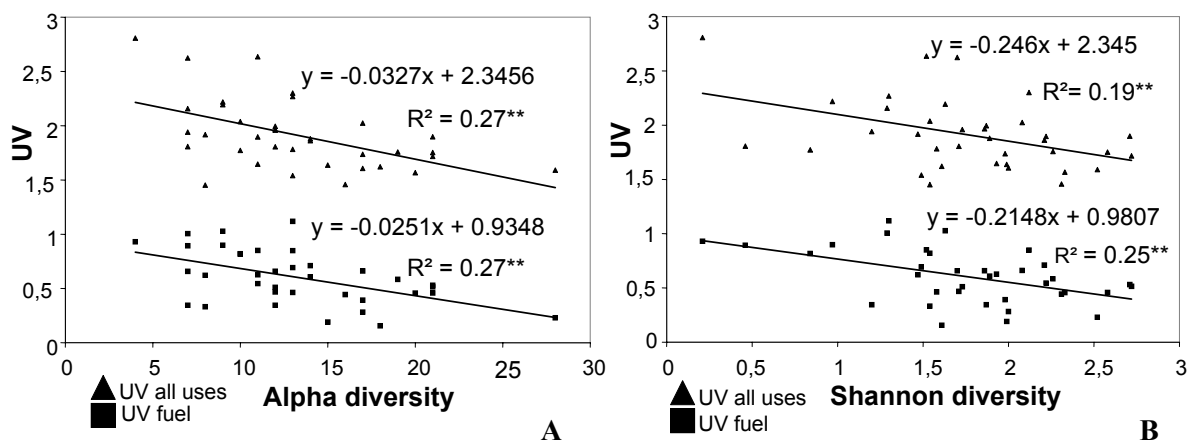 3
2,5
2
1,5
1
0,5
0
UV
y = -0.0327x + 2.3456
R² = 0.27**
y = -0.0251x + 0.9348
R² = 0.27**
0 5 10 15 20 25 30
UV all uses
UV fuel
Alpha diversity
A
3
2,5
2
1,5
1
0,5
0
UV
y = -0.246x + 2.345
R²= 0.19**
y = -0.2148x + 0.9807
R² = 0.25**
0 0,5 1 1,5 2 2,5 3
UV all uses
UV fuel
Shannon diversity
B